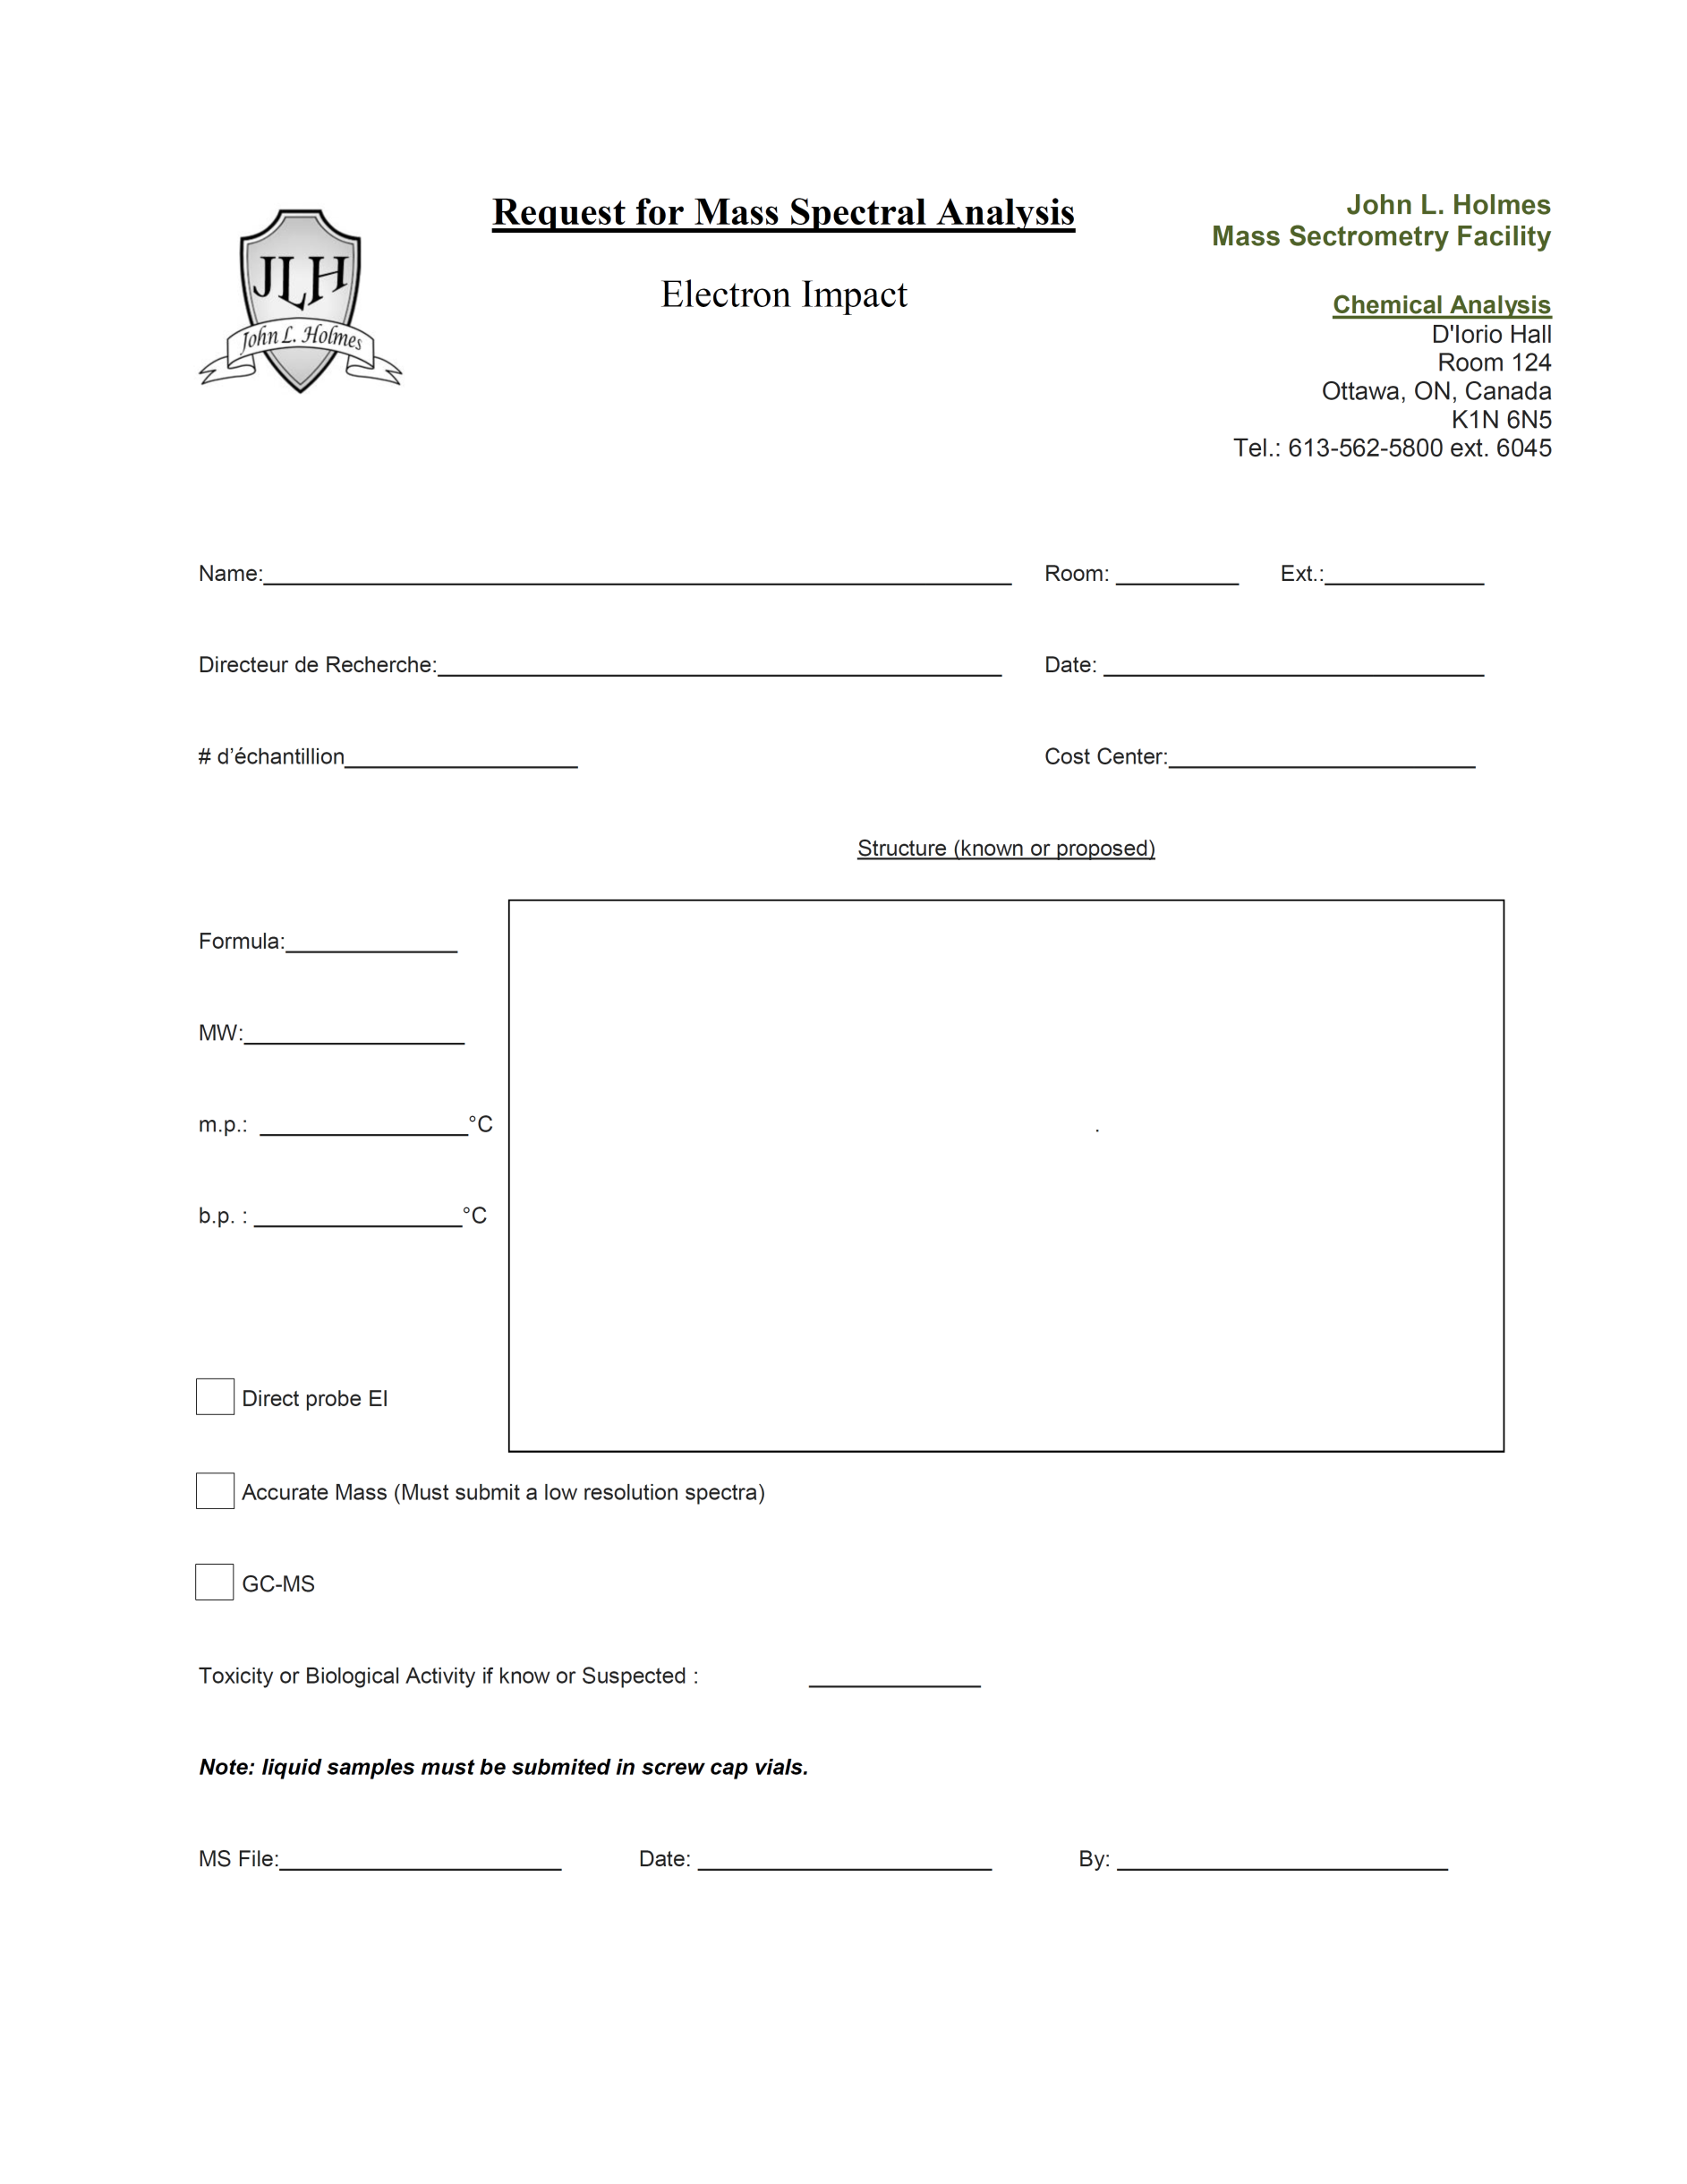 JLH
John L. Holmes
Request for Mass Spectral Analysis
Electron Impact
John L. Holmes
Mass Sectrometry Facility
Chemical Analysis
D'Iorio Hall
Room 124
Ottawa, ON, Canada
K1N 6N5
Tel.: 613-562-5800 ext. 6045
Name: Room: Ext.:
Directeur de Recherche: Date:
# d’échantillion Cost Center:
Structure (known or proposed)
Formula:
MW:
m.p.: °C
b.p. : °C
Direct probe EI
Accurate Mass (Must submit a low resolution spectra)
GC-MS
Toxicity or Biological Activity if know or Suspected :
Note: liquid samples must be submited in screw cap vials.
MS File: Date: By: